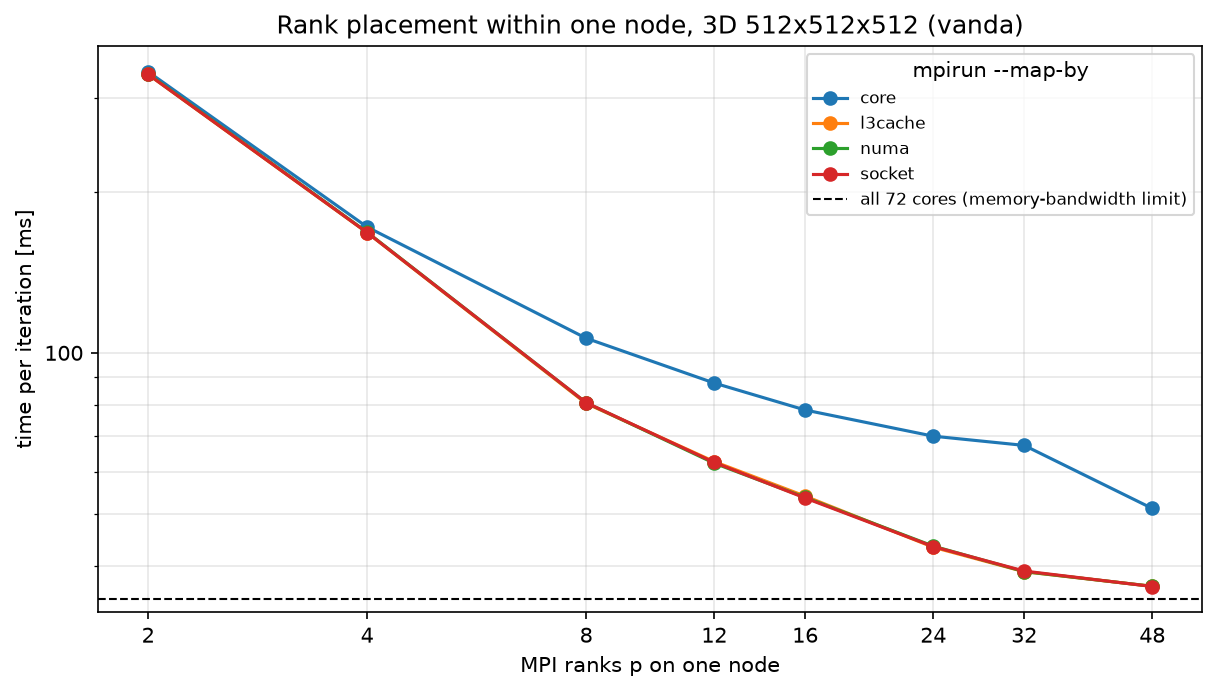 Rank placement within one node, 3D 512x512x512 (vanda)
mpirun --map-by
core
l3cache
numa
socket
all 72 cores (memory-bandwidth limit)
time per iteration [ms]
100
2 4 8 12 16 24 32 48
MPI ranks p on one node